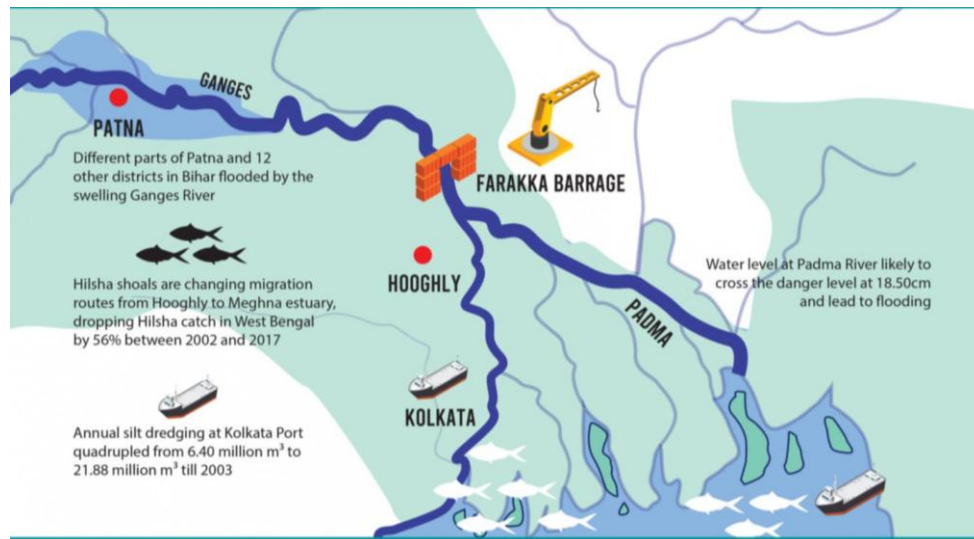 GANGES
PATNA
Different parts of Patna and 12
other districts in Bihar flooded by the
swelling Ganges River
FARAKKA BARRAGE
HOOGHLY
Hilsha shoals are changing migration
routes from Hooghly to Meghna estuary,
dropping Hilsha catch in West Bengal
by 56% between 2002 and 2017
Water level at Padma River likely to
cross the danger level at 18.50cm
and lead to flooding
PADMA
KOLKATA
Annual silt dredging at Kolkata Port
quadrupled from 6.40 million m³ to
21.88 million m³ till 2003